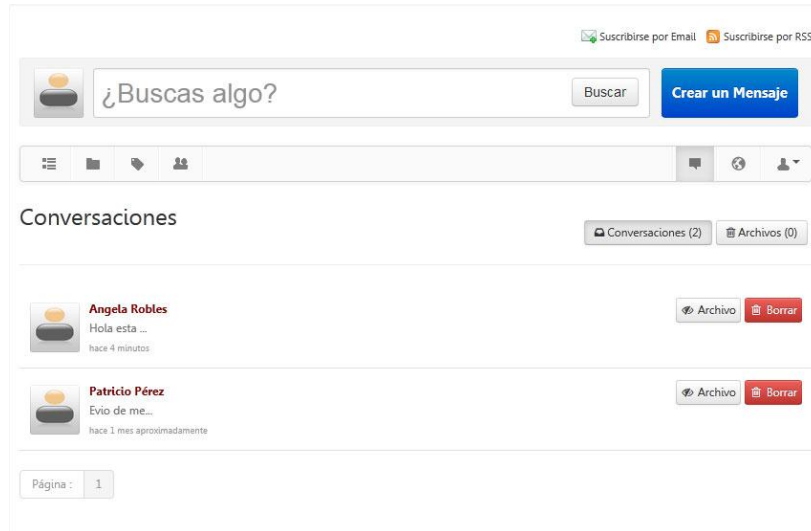 Suscribirse por Email Suscribirse por RSS
¿Buscas algo? Buscar Crear un Mensaje
Conversaciones
Conversaciones (2) Archivos (0)
Angela Robles
Hola esta ...
hace 4 minutos
Archivo Borrar
Patricio Pérez
Evio de me...
hace 1 mes aproximadamente
Archivo Borrar
Página : 1